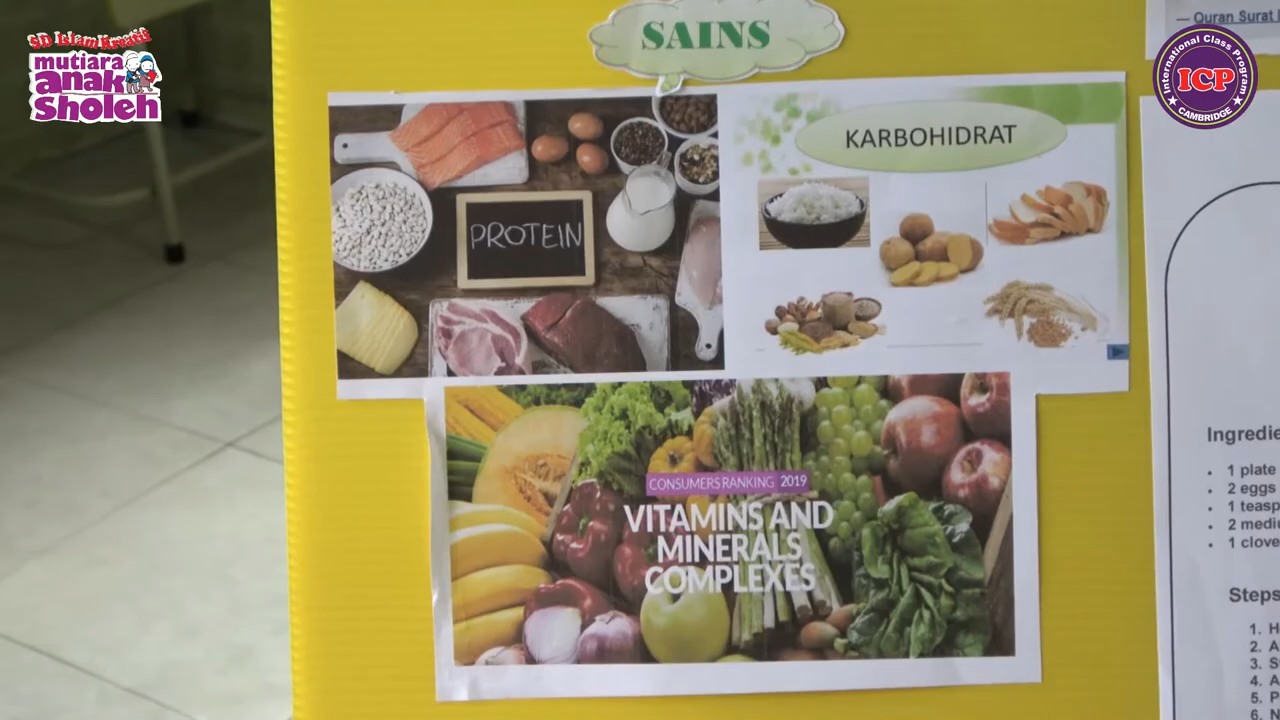 SD Islam Kreatif
mutiara
anak
Sholeh
SAINS
— Quran Surat
International Class Program
ICP
CAMBRIDGE
PROTEIN
KARBOHIDRAT
CONSUMERS RANKING 2019
VITAMINS AND
MINERALS
COMPLEXES
Ingredie
1 plate
2 eggs
1 teasp
2 mediu
1 clove
Steps
1. H
2. A
3. S
4. A
5. P
6. N